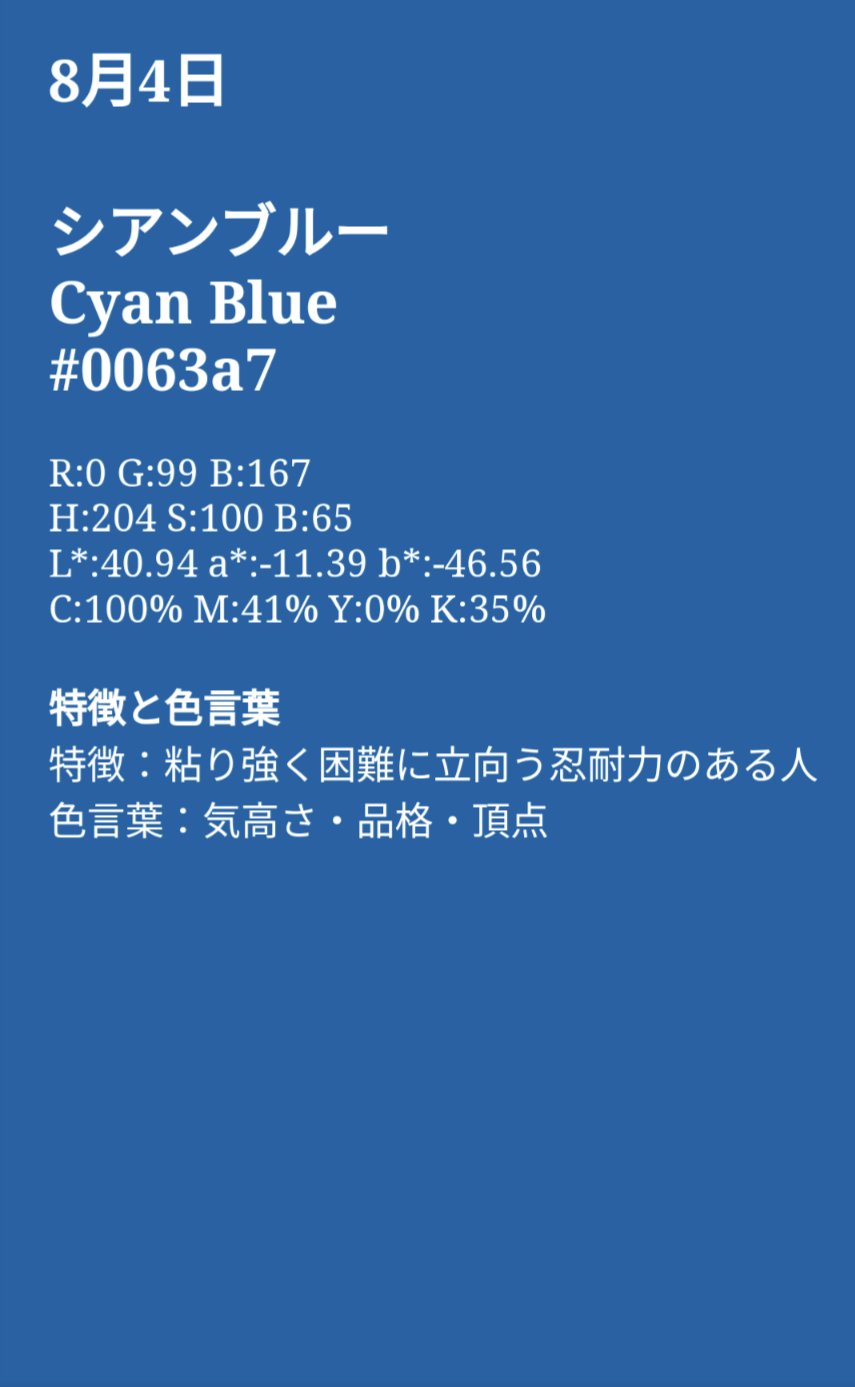 8月4日
シアンブルー
Cyan Blue
#0063a7
R:0 G:99 B:167
H:204 S:100 B:65
L*:40.94 a*:-11.39 b*:-46.56
C:100% M:41% Y:0% K:35%
特徴と色言葉
特徴：粘り強く困難に立向う忍耐力のある人
色言葉：気高さ・品格・頂点